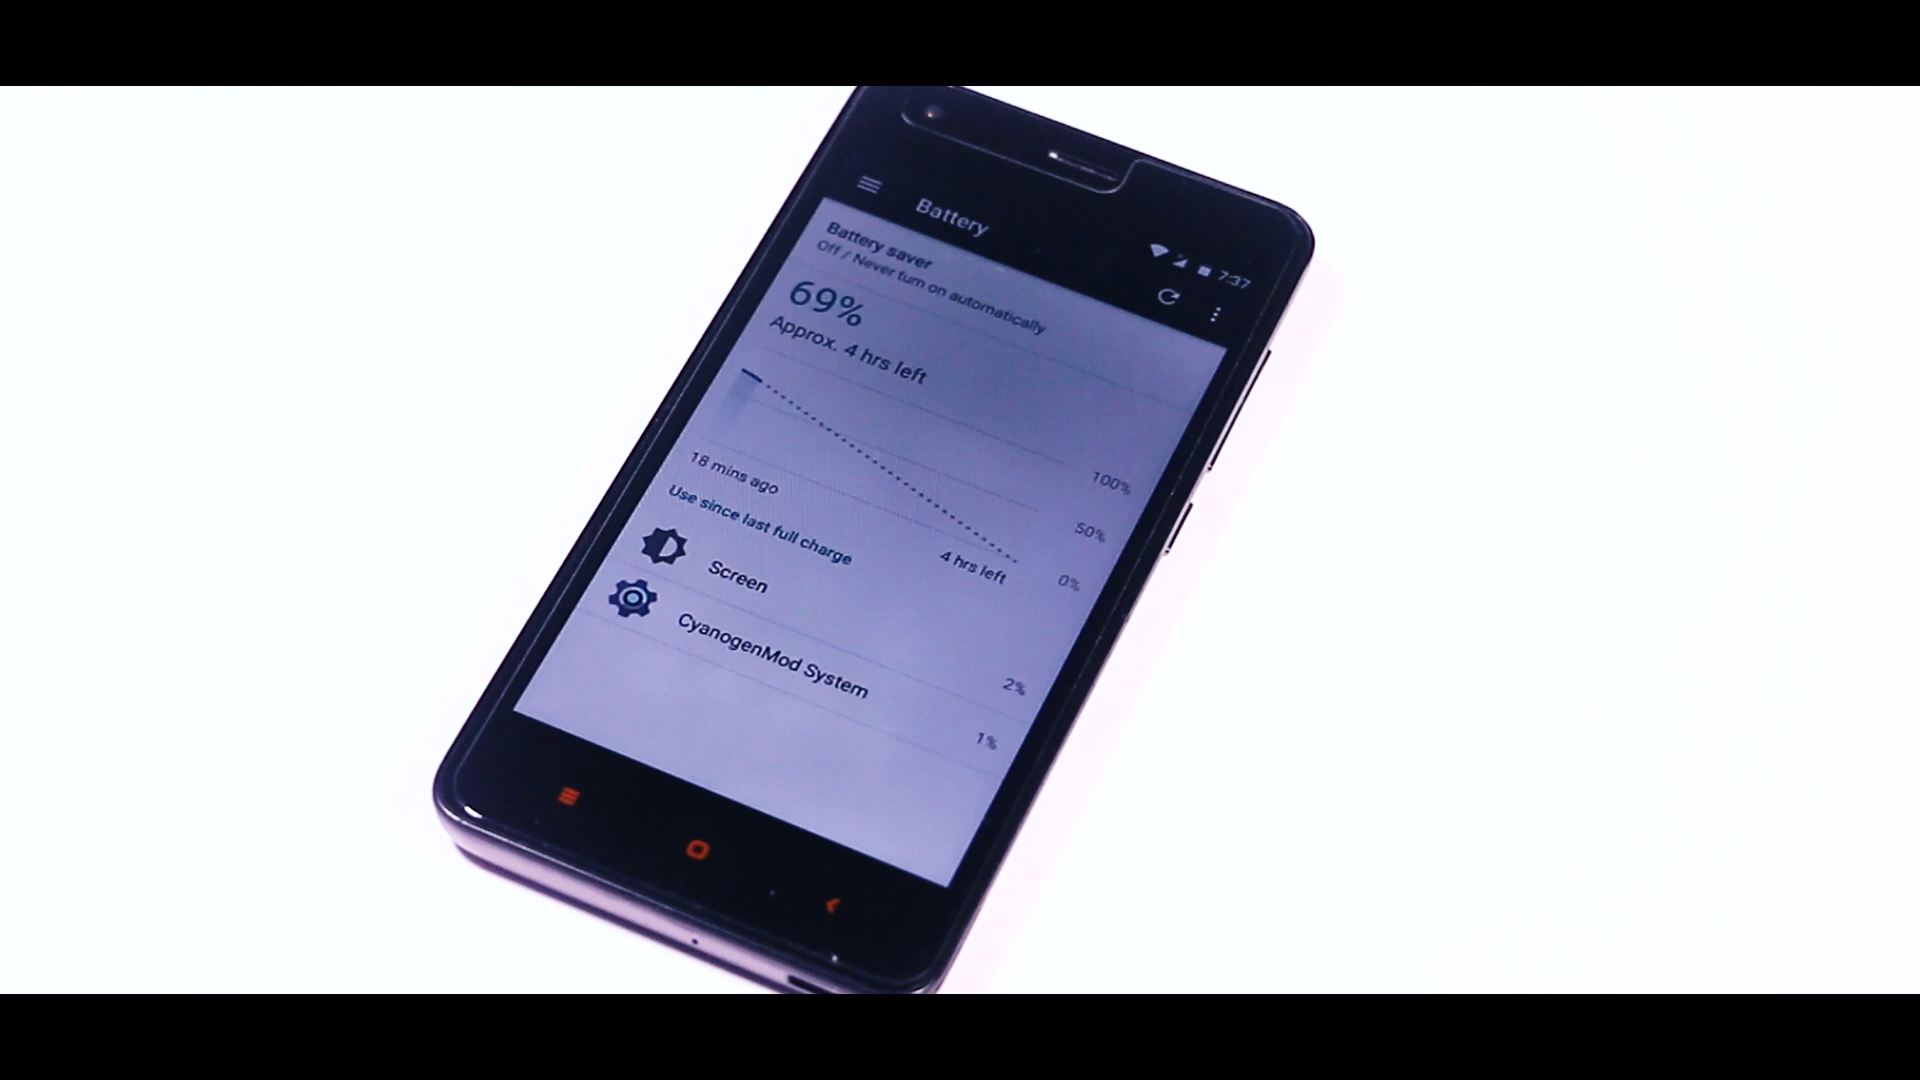 7:37
Battery
Battery saver
Off / Never turn on automatically
69%
Approx. 4 hrs left
100%
50%
0%
18 mins ago
4 hrs left
Use since last full charge
Screen
2%
CyanogenMod System
1%